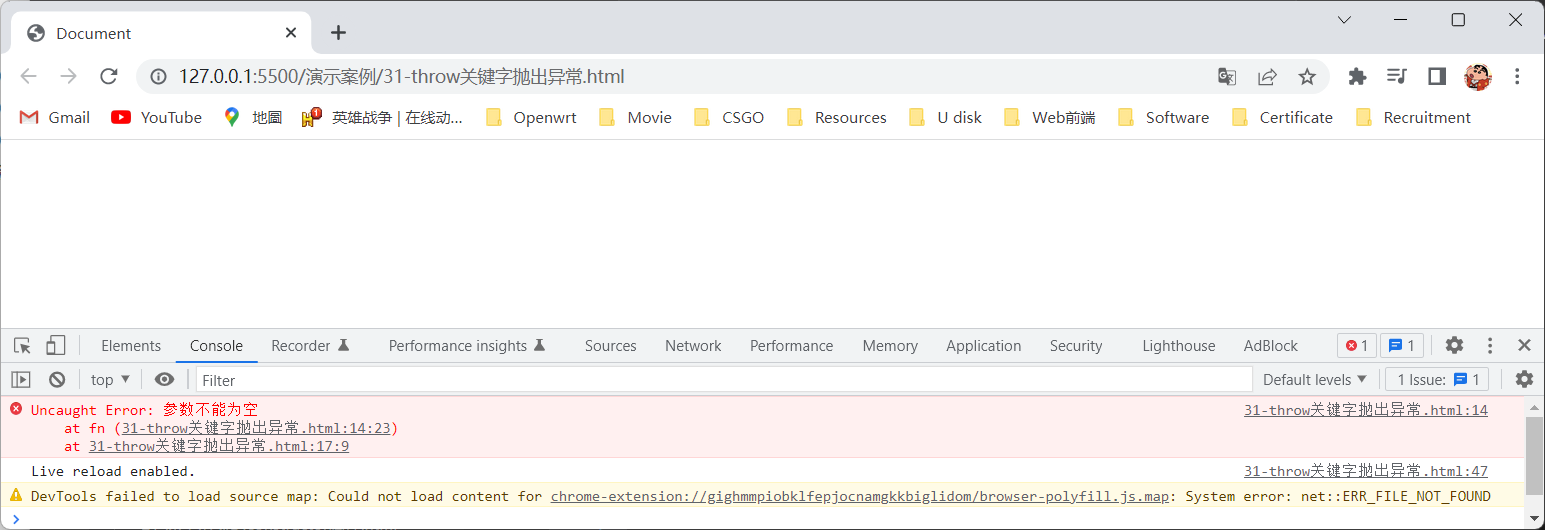 Document
127.0.0.1:5500/演示案例/31-throw关键字抛出异常.html
Gmail YouTube 地圖 英雄战争 | 在线动... Openwrt Movie CSGO Resources U disk Web前端 Software Certificate Recruitment
Elements Console Recorder Performance insights Sources Network Performance Memory Application Security Lighthouse AdBlock 1 1
top Filter Default levels 1 Issue: 1
Uncaught Error: 参数不能为空 31-throw关键字抛出异常.html:14
at fn (31-throw关键字抛出异常.html:14:23)
at 31-throw关键字抛出异常.html:17:9
Live reload enabled. 31-throw关键字抛出异常.html:47
DevTools failed to load source map: Could not load content for chrome-extension://gighmmpiobklfepjocnamgkkbiglidom/browser-polyfill.js.map: System error: net::ERR_FILE_NOT_FOUND